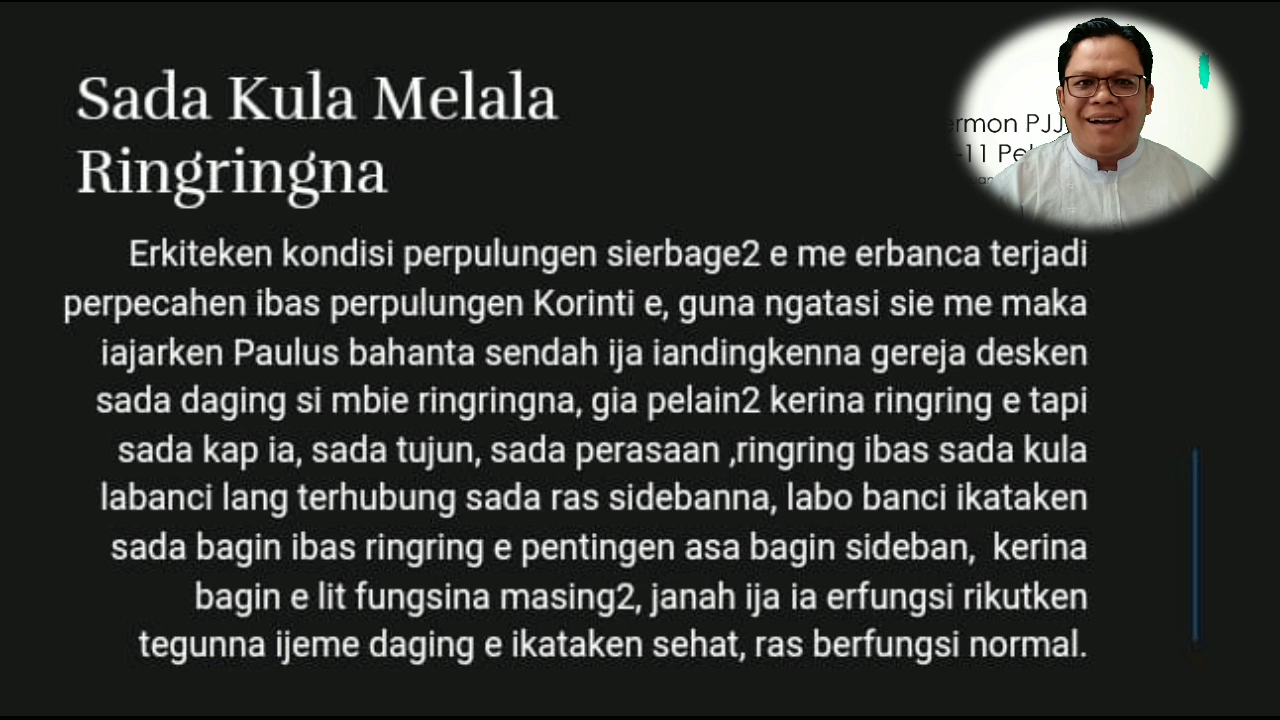 Sada Kula Melala
Ringringna
ermon PJJ
-11 Pe
Erkiteken kondisi perpulungen sierbage2 e me erbanca terjadi
perpecahen ibas perpulungen Korinti e, guna ngatasi sie me maka
iajarken Paulus bahanta sendah ija iandingkenna gereja desken
sada daging si mbie ringringna, gia pelain2 kerina ringring e tapi
sada kap ia, sada tujun, sada perasaan ,ringring ibas sada kula
labanci lang terhubung sada ras sidebanna, labo banci ikataken
sada bagin ibas ringring e pentingen asa bagin sideban, kerina
bagin e lit fungsina masing2, janah ija ia erfungsi rikutken
tegunna ijeme daging e ikataken sehat, ras berfungsi normal.